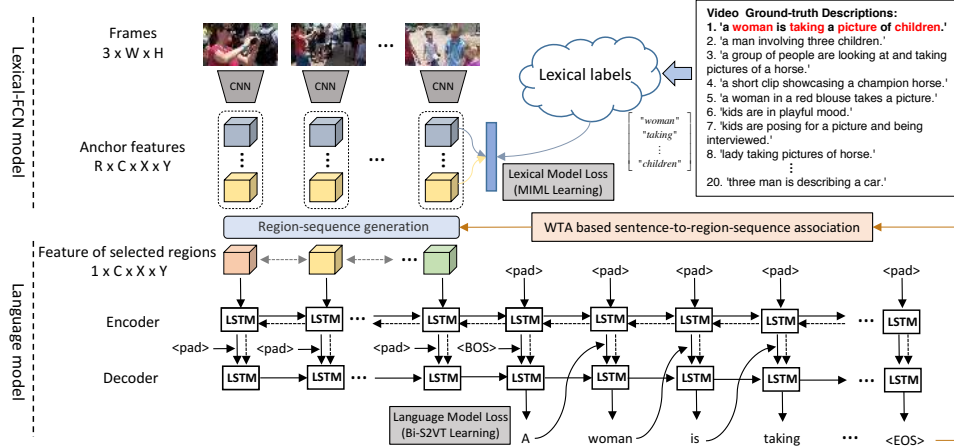 Lexical-FCN model
Language model
Frames
3 x W x H
CNN
CNN
...
CNN
Anchor features
R x C x X x Y
...
Lexical labels
"woman"
"taking"
⋮
"children"
Lexical Model Loss
(MIML Learning)
Video Ground-truth Descriptions:
1. 'a woman is taking a picture of children.'
2. 'a man involving three children.'
3. 'a group of people are looking at and taking
pictures of a horse.'
4. 'a short clip showcasing a champion horse.'
5. 'a woman in a red blouse takes a picture.'
6. 'kids are in playful mood.'
7. 'kids are posing for a picture and being
interviewed.'
8. 'lady taking pictures of horse.'
⋮
20. 'three man is describing a car.'
Region-sequence generation
WTA based sentence-to-region-sequence association
Feature of selected regions
1 x C x X x Y
...
<pad>
<pad>
<pad>
<pad>
<pad>
Encoder
LSTM
LSTM
...
LSTM
LSTM
LSTM
LSTM
LSTM
...
LSTM
<pad>
<pad>
<pad>
<BOS>
Decoder
LSTM
LSTM
...
LSTM
LSTM
LSTM
LSTM
LSTM
...
LSTM
Language Model Loss
(Bi-S2VT Learning)
A
woman
is
taking
...
<EOS>